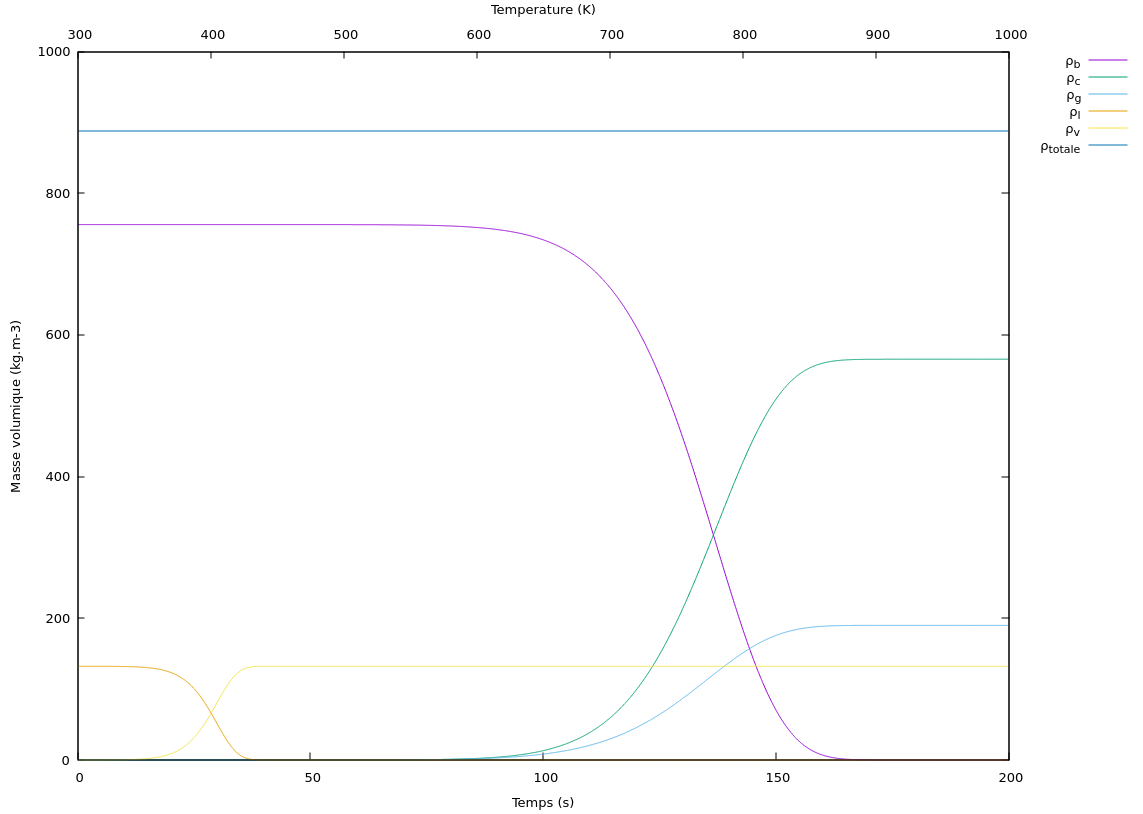 Temperature (K)
300 400 500 600 700 800 900 1000
1000
800
600
400
200
0
Masse volumique (kg.m-3)
0 50 100 150 200
Temps (s)
ρb
ρc
ρg
ρl
ρv
ρtotale